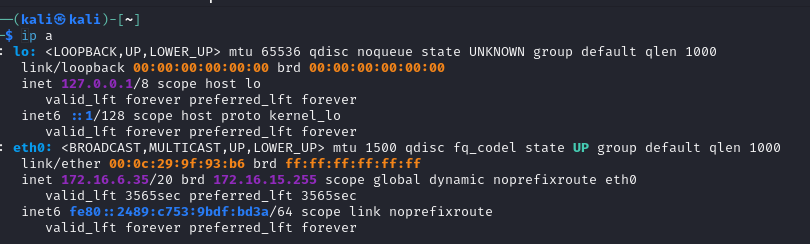 —(kali㉿kali)-[~]
-$ ip a
: lo: <LOOPBACK,UP,LOWER_UP> mtu 65536 qdisc noqueue state UNKNOWN group default qlen 1000
link/loopback 00:00:00:00:00:00 brd 00:00:00:00:00:00
inet 127.0.0.1/8 scope host lo
valid_lft forever preferred_lft forever
inet6 ::1/128 scope host proto kernel_lo
valid_lft forever preferred_lft forever
: eth0: <BROADCAST,MULTICAST,UP,LOWER_UP> mtu 1500 qdisc fq_codel state UP group default qlen 1000
link/ether 00:0c:29:9f:93:b6 brd ff:ff:ff:ff:ff:ff
inet 172.16.6.35/20 brd 172.16.15.255 scope global dynamic noprefixroute eth0
valid_lft 3565sec preferred_lft 3565sec
inet6 fe80::2489:c753:9bdf:bd3a/64 scope link noprefixroute
valid_lft forever preferred_lft forever